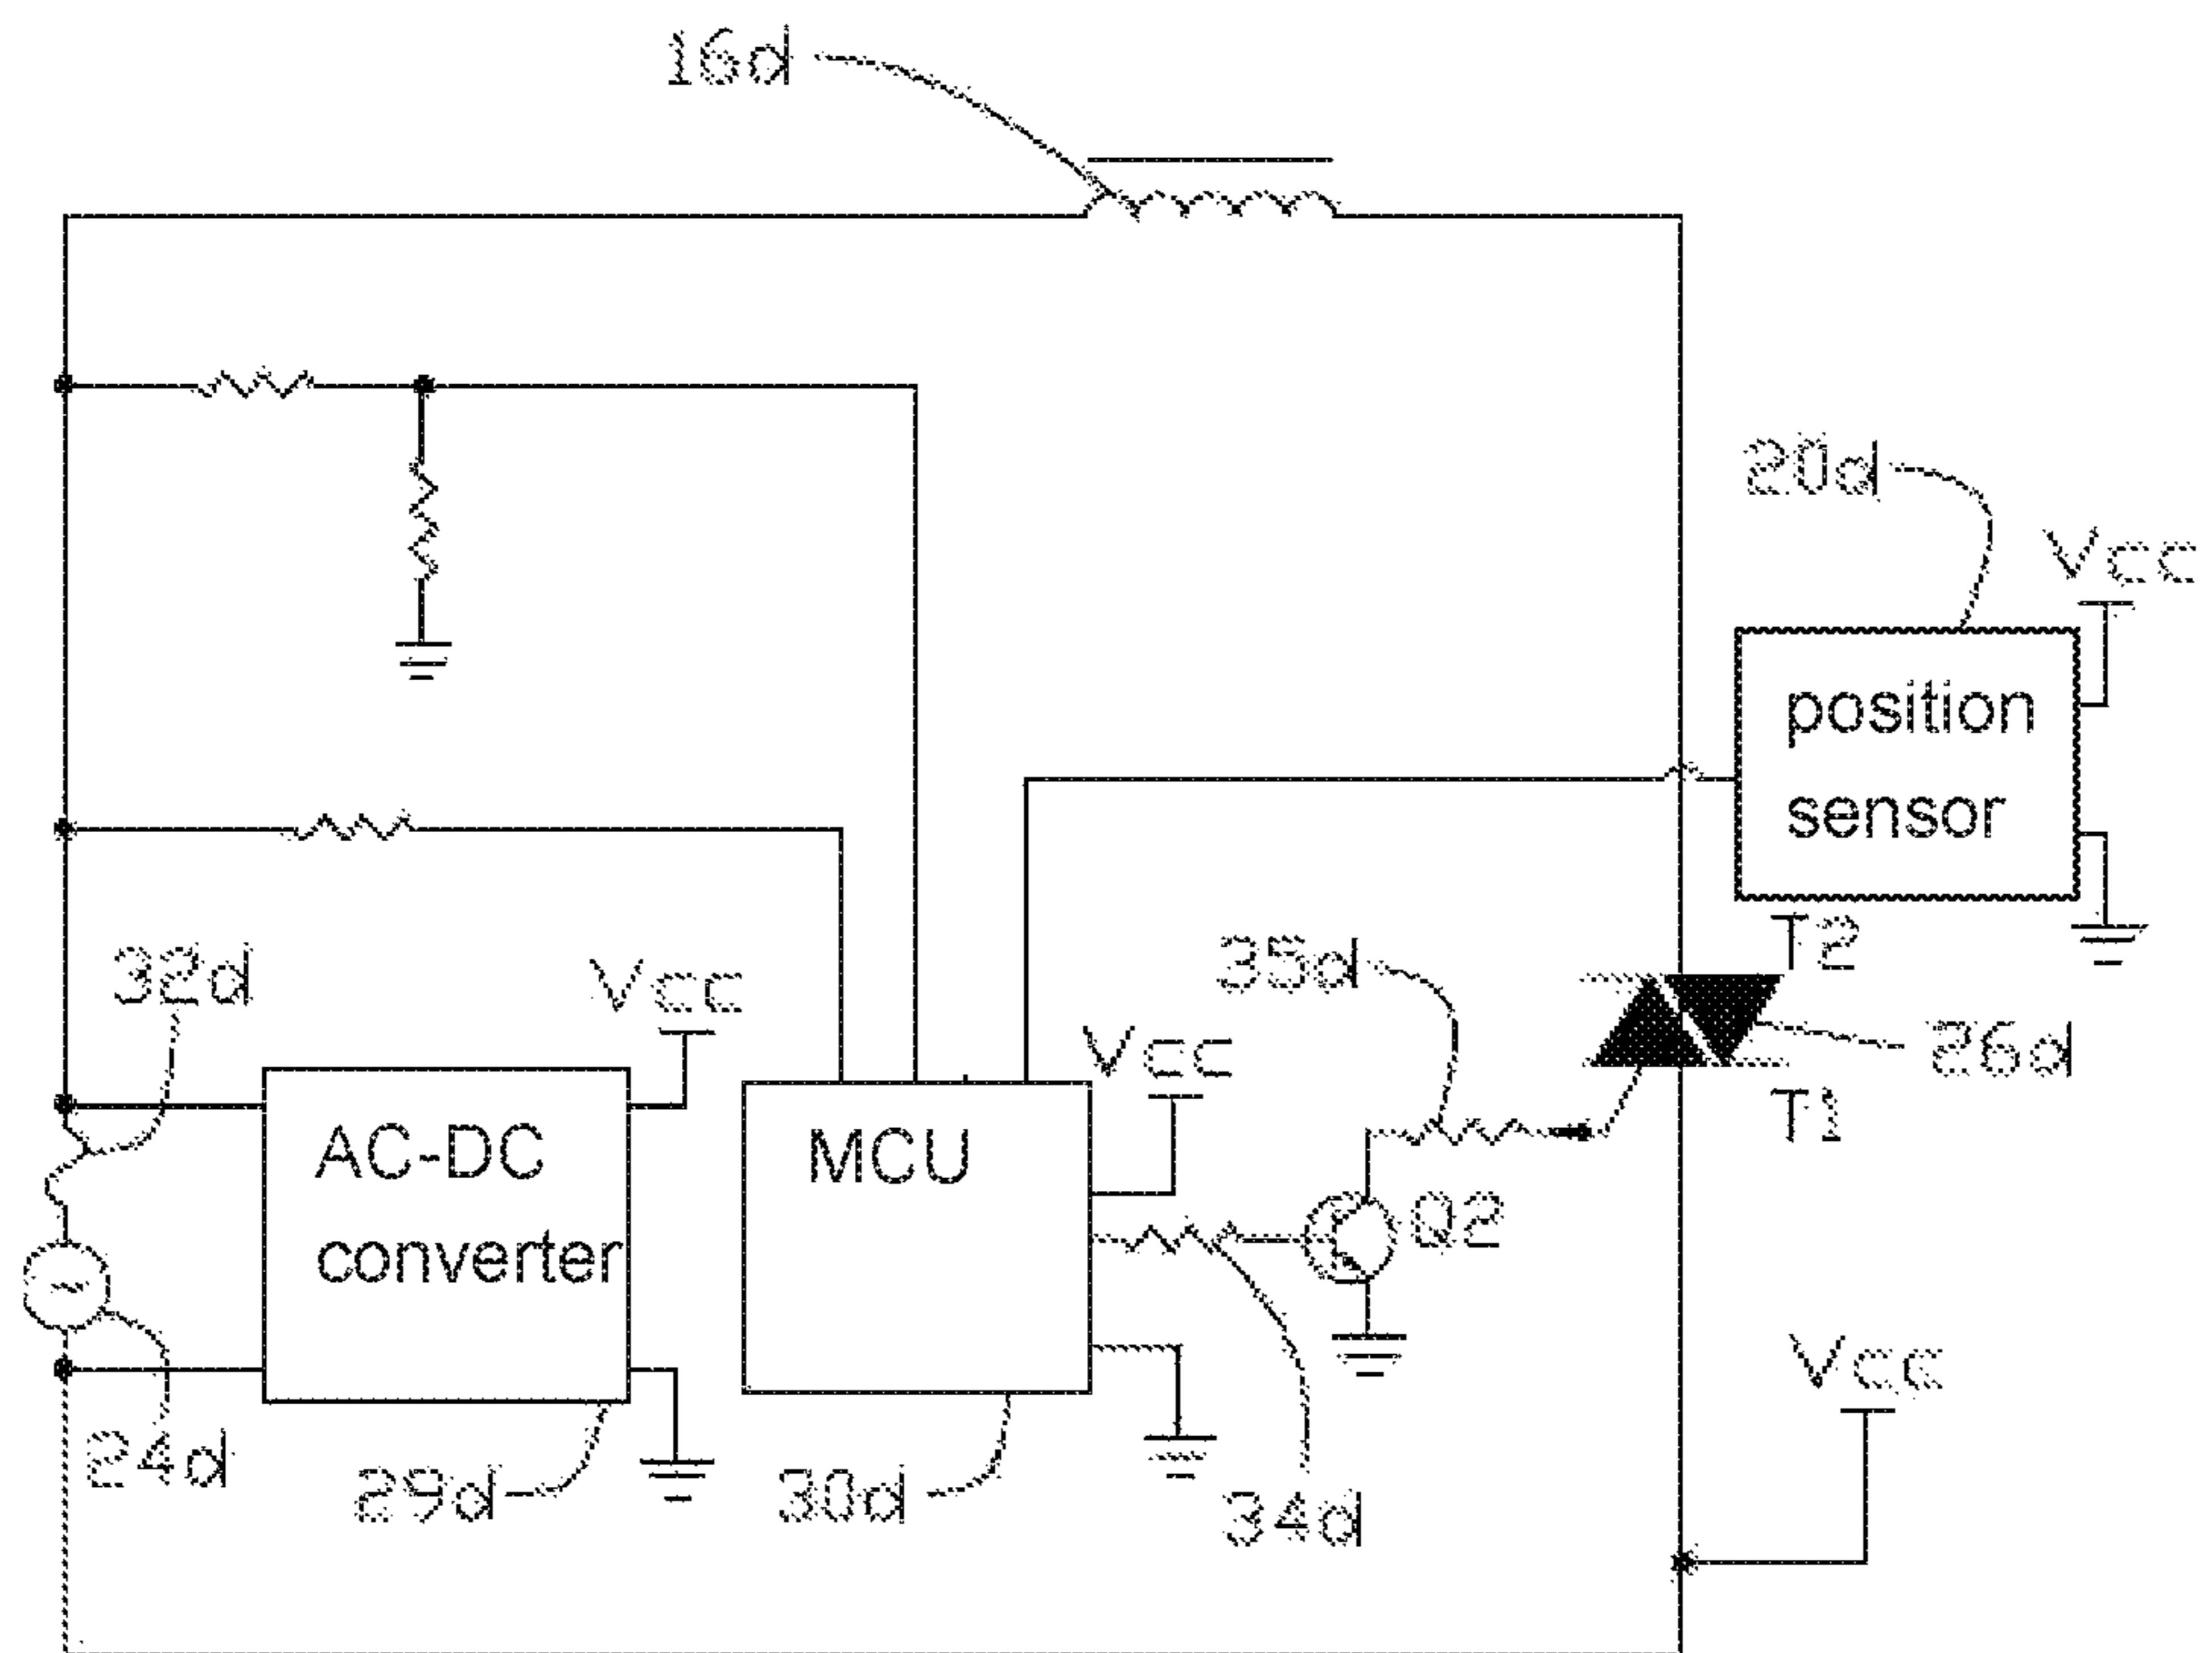 16d
20d
Vcc
position
sensor
T2
32d
Vcc
35d
26d
Vcc
T1
AC-DC
converter
MCU
Q2
Vcc
24d
29d
30d
34d